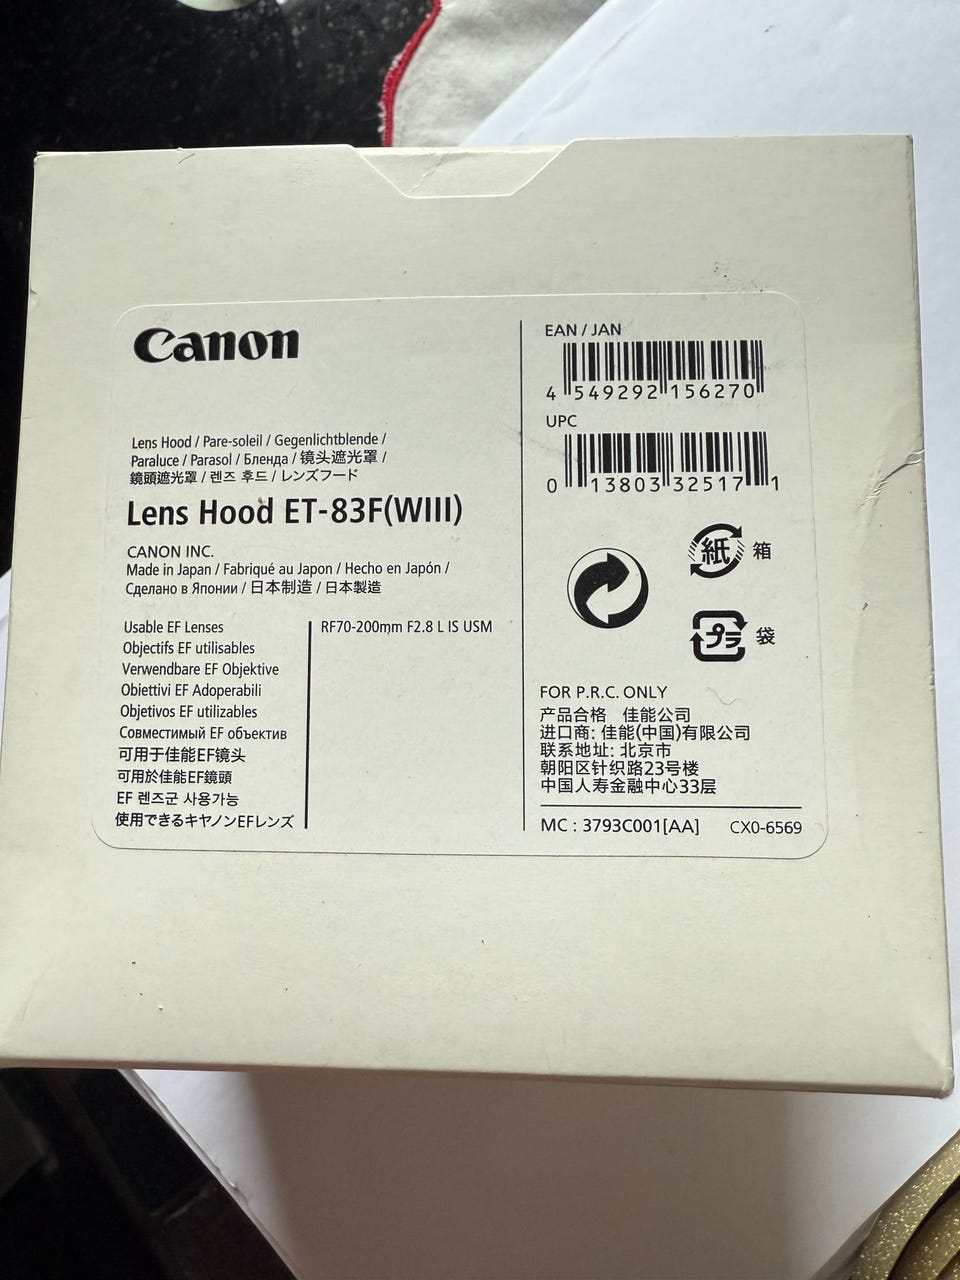 Canon
Lens Hood / Pare-soleil / Gegenlichtblende /
Paraluce / Parasol / Бленда / 镜头遮光罩 /
鏡頭遮光罩 / 렌즈 후드 / レンズフード
Lens Hood ET-83F(WIII)
CANON INC.
Made in Japan / Fabriqué au Japon / Hecho en Japón /
Сделано в Японии / 日本制造 / 日本製造
Usable EF Lenses
Objectifs EF utilisables
Verwendbare EF Objektive
Obiettivi EF Adoperabili
Objetivos EF utilizables
Совместимый EF объектив
可用于佳能EF镜头
可用於佳能EF鏡頭
EF 렌즈군 사용가능
使用できるキヤノンEFレンズ
RF70-200mm F2.8 L IS USM
EAN / JAN
4 549292 156270
UPC
0 13803 32517 1
紙 箱
プラ 袋
FOR P.R.C. ONLY
产品合格 佳能公司
进口商: 佳能(中国)有限公司
联系地址: 北京市
朝阳区针织路23号楼
中国人寿金融中心33层
MC : 3793C001[AA] CX0-6569